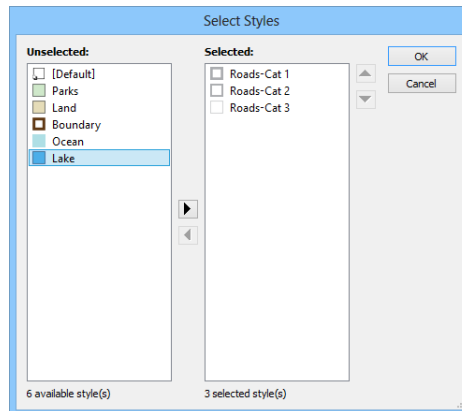 Select Styles
Unselected:
[Default]
Parks
Land
Boundary
Ocean
Lake
6 available style(s)
Selected:
Roads-Cat 1
Roads-Cat 2
Roads-Cat 3
3 selected style(s)
OK
Cancel